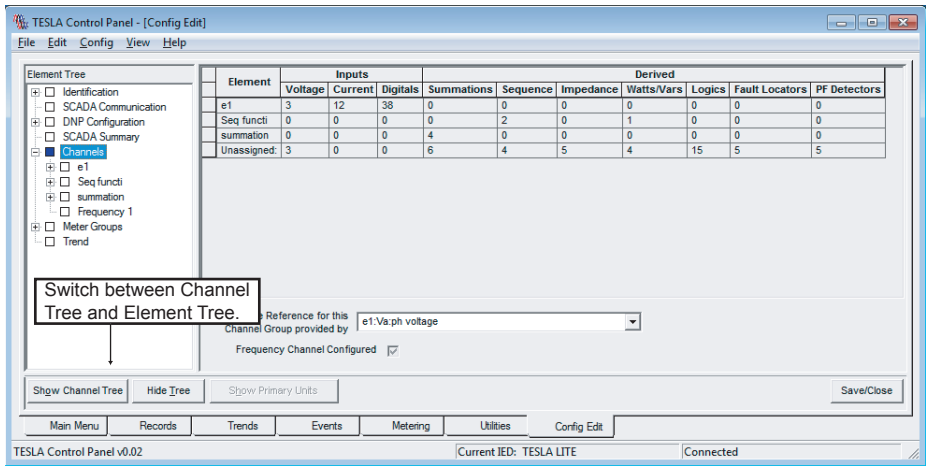 TESLA Control Panel - [Config Edit]
File Edit Config View Help
Element Tree
Identification
SCADA Communication
DNP Configuration
SCADA Summary
Channels
e1
Seq functi
summation
Frequency 1
Meter Groups
Trend
Element Inputs Derived
Voltage Current Digitals Summations Sequence Impedance Watts/Vars Logics Fault Locators PF Detectors
e1 3 12 38 0 0 0 0 0 0 0
Seq functi 0 0 0 0 2 0 1 0 0 0
summation 0 0 0 4 0 0 0 0 0 0
Unassigned: 3 0 0 6 4 5 4 15 5 5
Switch between Channel
Tree and Element Tree.
Reference for this
Channel Group provided by
e1:Va:ph voltage
Frequency Channel Configured
Show Channel Tree Hide Tree Show Primary Units Save/Close
Main Menu Records Trends Events Metering Utilities Config Edit
TESLA Control Panel v0.02 Current IED: TESLA LITE Connected